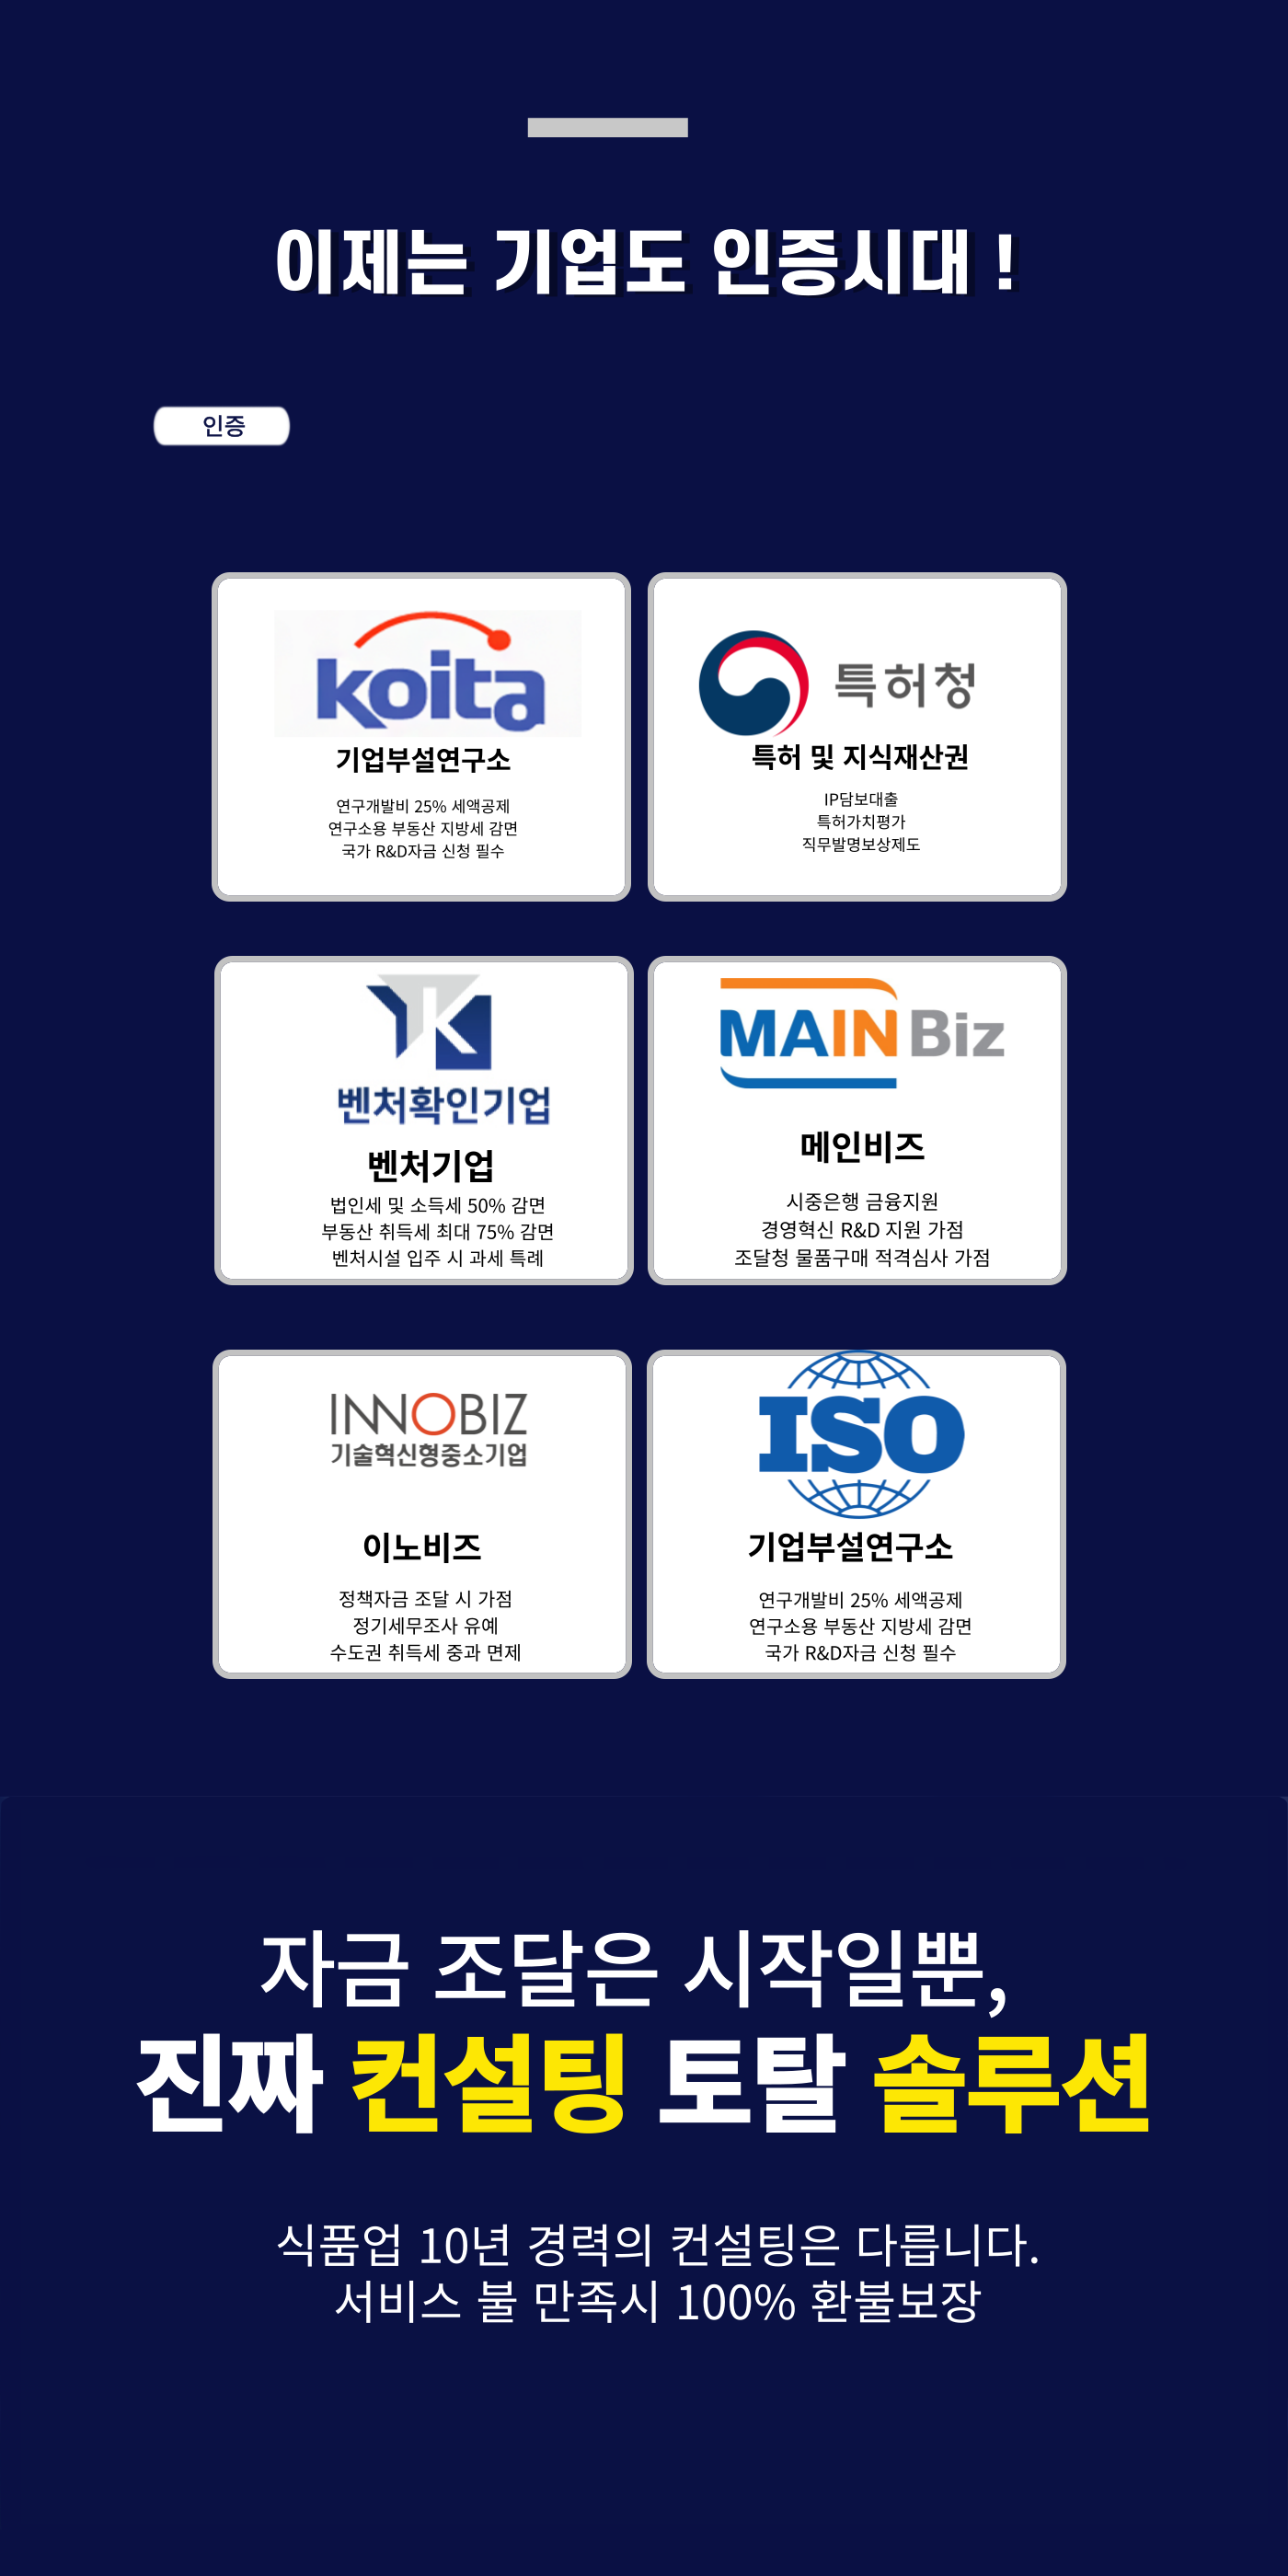 이제는 기업도 인증시대 !
인증
koita
기업부설연구소
연구개발비 25% 세액공제
연구소용 부동산 지방세 감면
국가 R&D자금 신청 필수
특허청
특허 및 지식재산권
IP담보대출
특허가치평가
직무발명보상제도
벤처확인기업
벤처기업
법인세 및 소득세 50% 감면
부동산 취득세 최대 75% 감면
벤처시설 입주 시 과세 특례
MAINBiz
메인비즈
시중은행 금융지원
경영혁신 R&D 지원 가점
조달청 물품구매 적격심사 가점
INNOBIZ
기술혁신형중소기업
이노비즈
정책자금 조달 시 가점
정기세무조사 유예
수도권 취득세 중과 면제
ISO
기업부설연구소
연구개발비 25% 세액공제
연구소용 부동산 지방세 감면
국가 R&D자금 신청 필수
자금 조달은 시작일뿐,
진짜 컨설팅 토탈 솔루션
식품업 10년 경력의 컨설팅은 다릅니다.
서비스 불 만족시 100% 환불보장